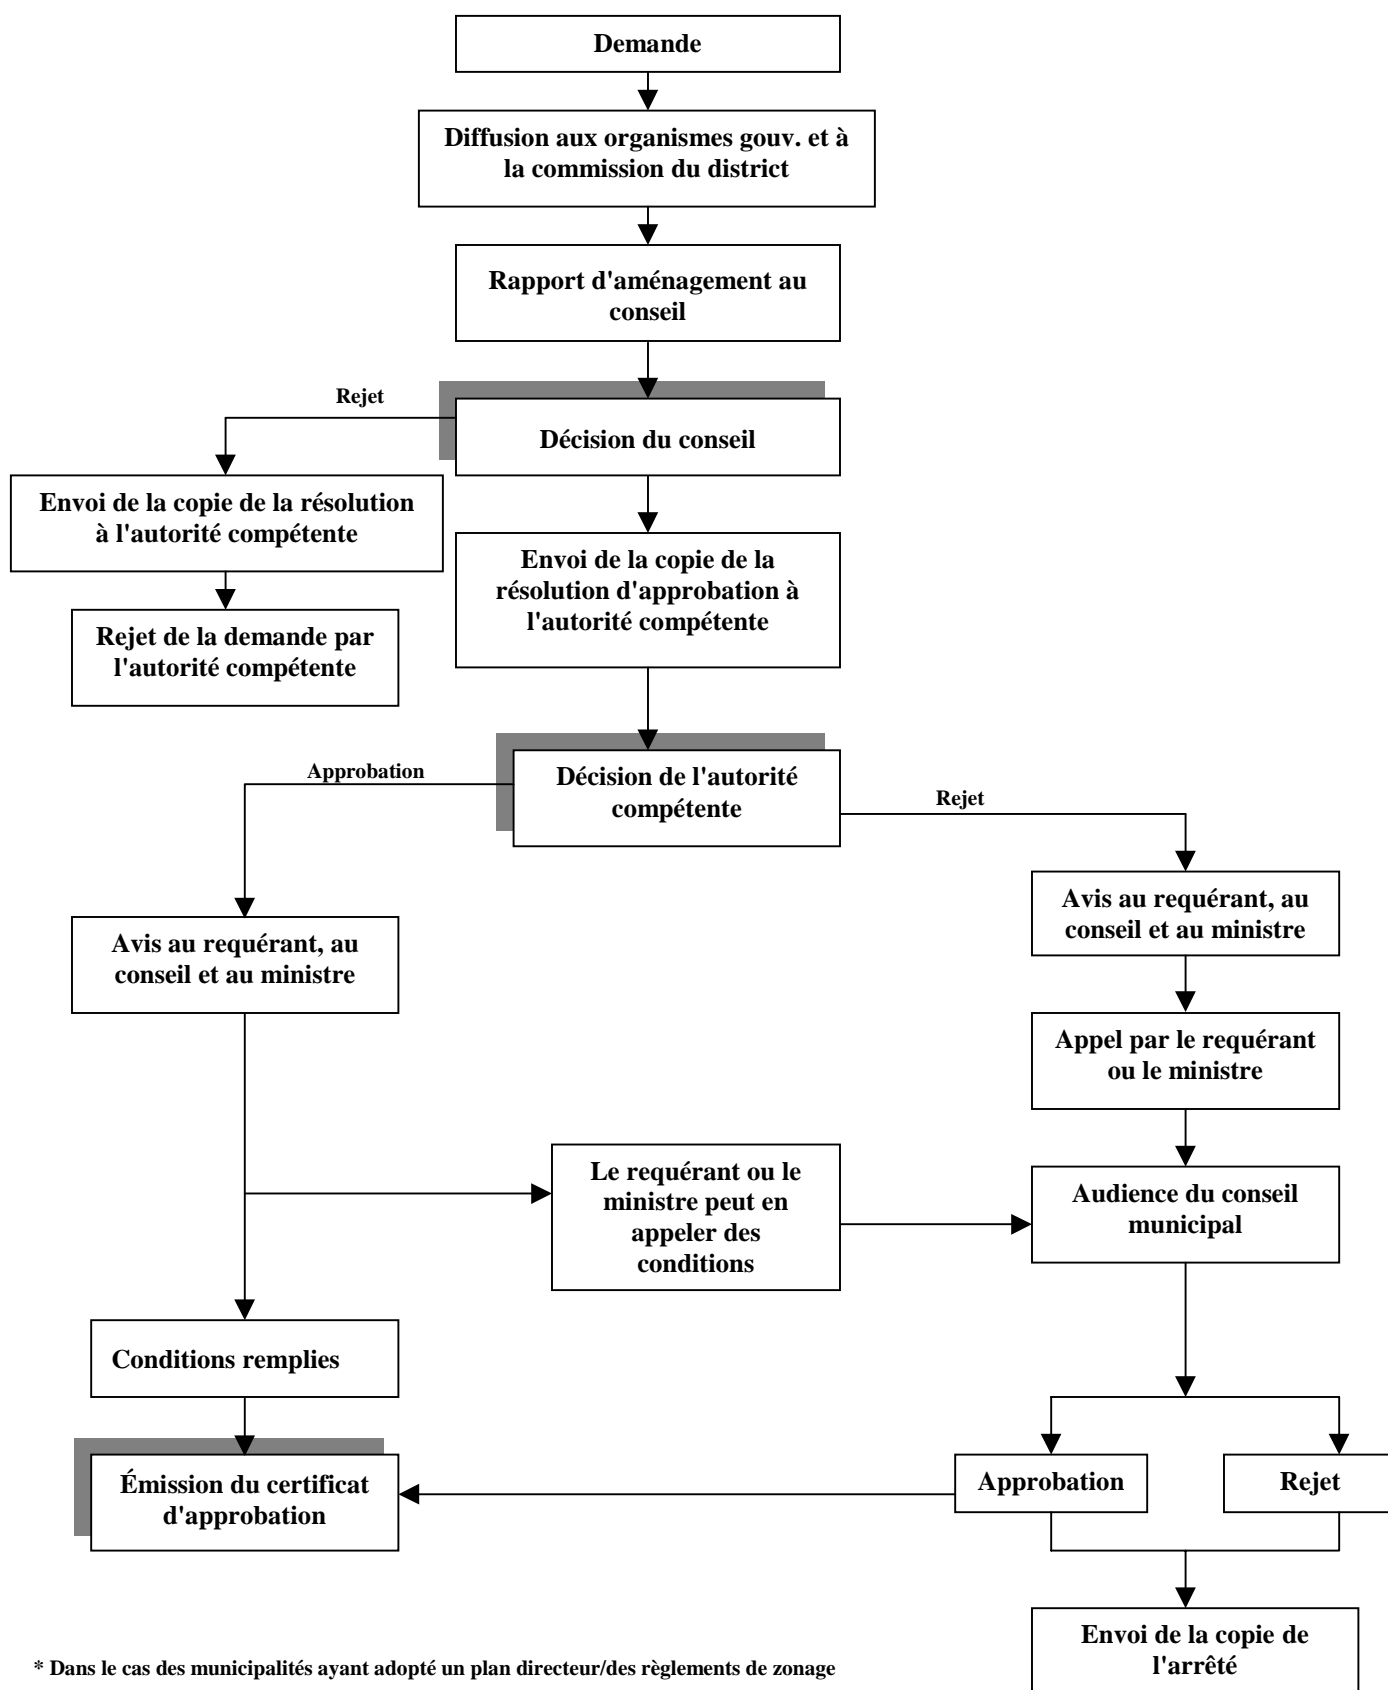 Demande
Diffusion aux organismes gouv. et à
la commission du district
Rapport d'aménagement au
conseil
Rejet
Décision du conseil
Envoi de la copie de la résolution
à l'autorité compétente
Envoi de la copie de la
résolution d'approbation à
l'autorité compétente
Rejet de la demande par
l'autorité compétente
Approbation
Décision de l'autorité
compétente
Rejet
Avis au requérant, au
conseil et au ministre
Avis au requérant, au
conseil et au ministre
Appel par le requérant
ou le ministre
Le requérant ou le
ministre peut en
appeler des
conditions
Audience du conseil
municipal
Conditions remplies
Émission du certificat
d'approbation
Approbation
Rejet
Envoi de la copie de
l'arrêté
* Dans le cas des municipalités ayant adopté un plan directeur/des règlements de zonage